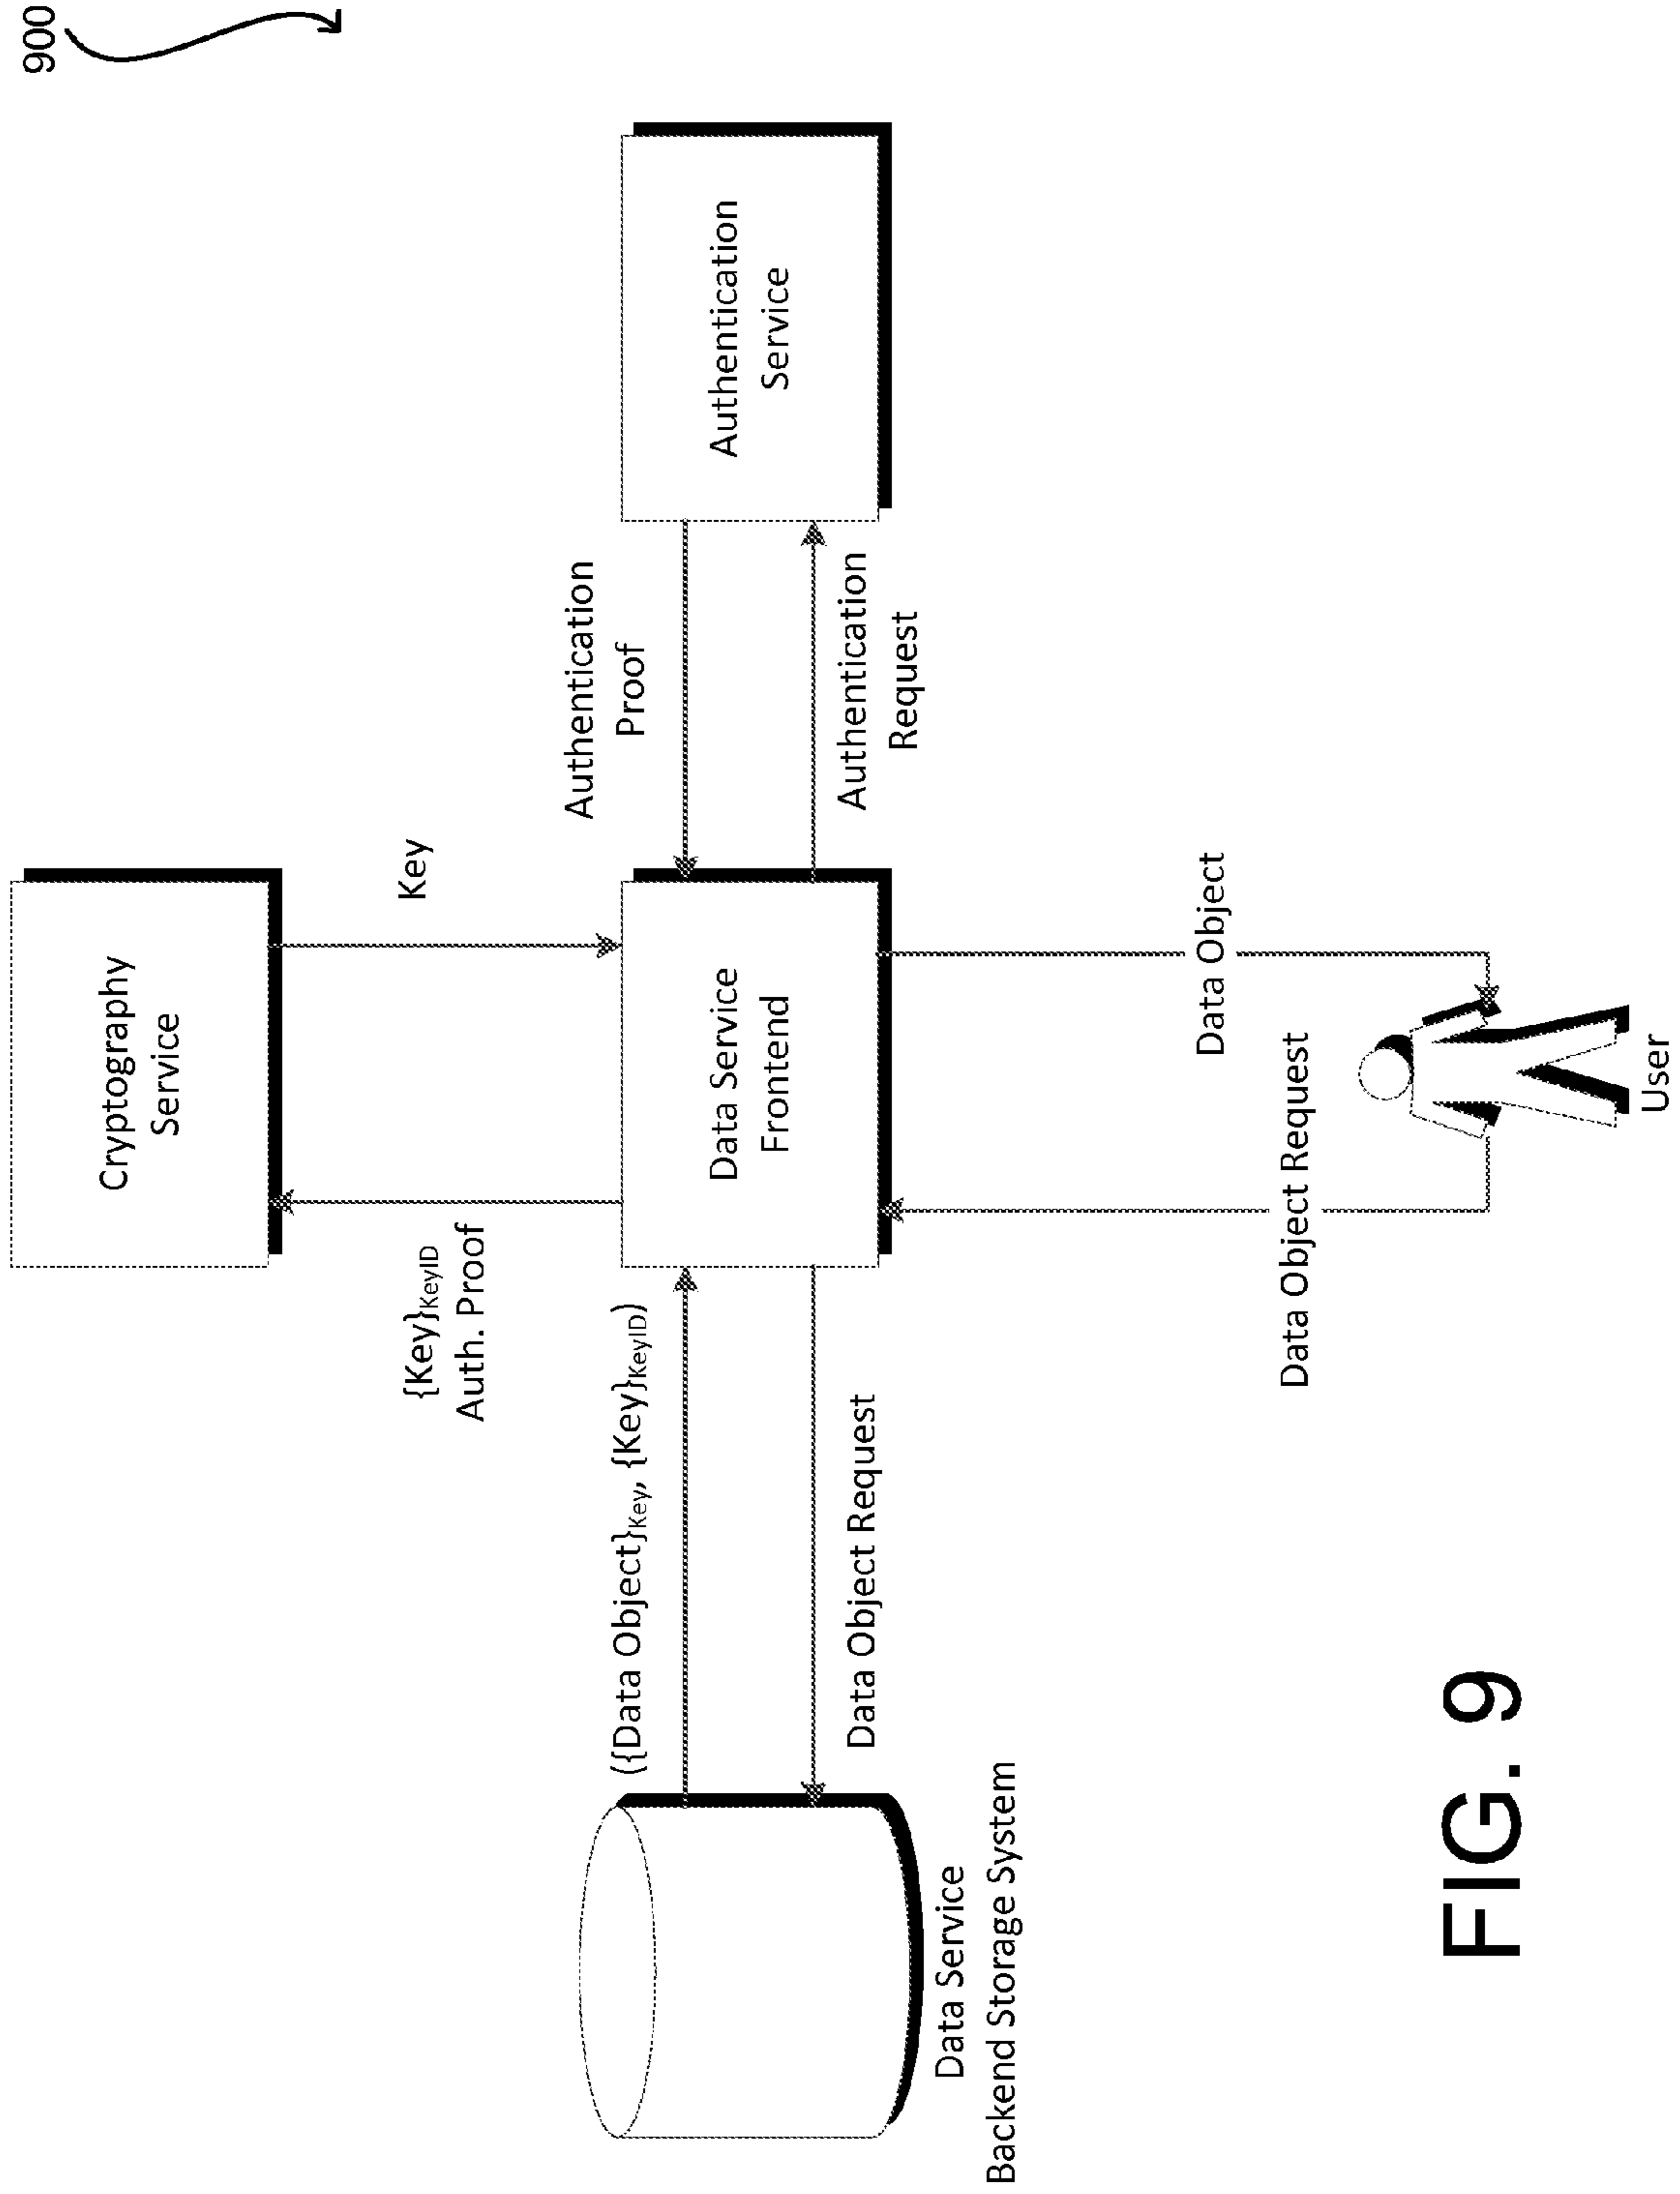 900
Cryptography
Service
{Key}KeyID
Auth. Proof
Key
({Data Object}Key, {Key}KeyID)
Data Service
Frontend
Authentication
Proof
Authentication
Service
Data Object Request
Authentication
Request
Data Service
Backend Storage System
Data Object
Data Object Request
User
FIG. 9